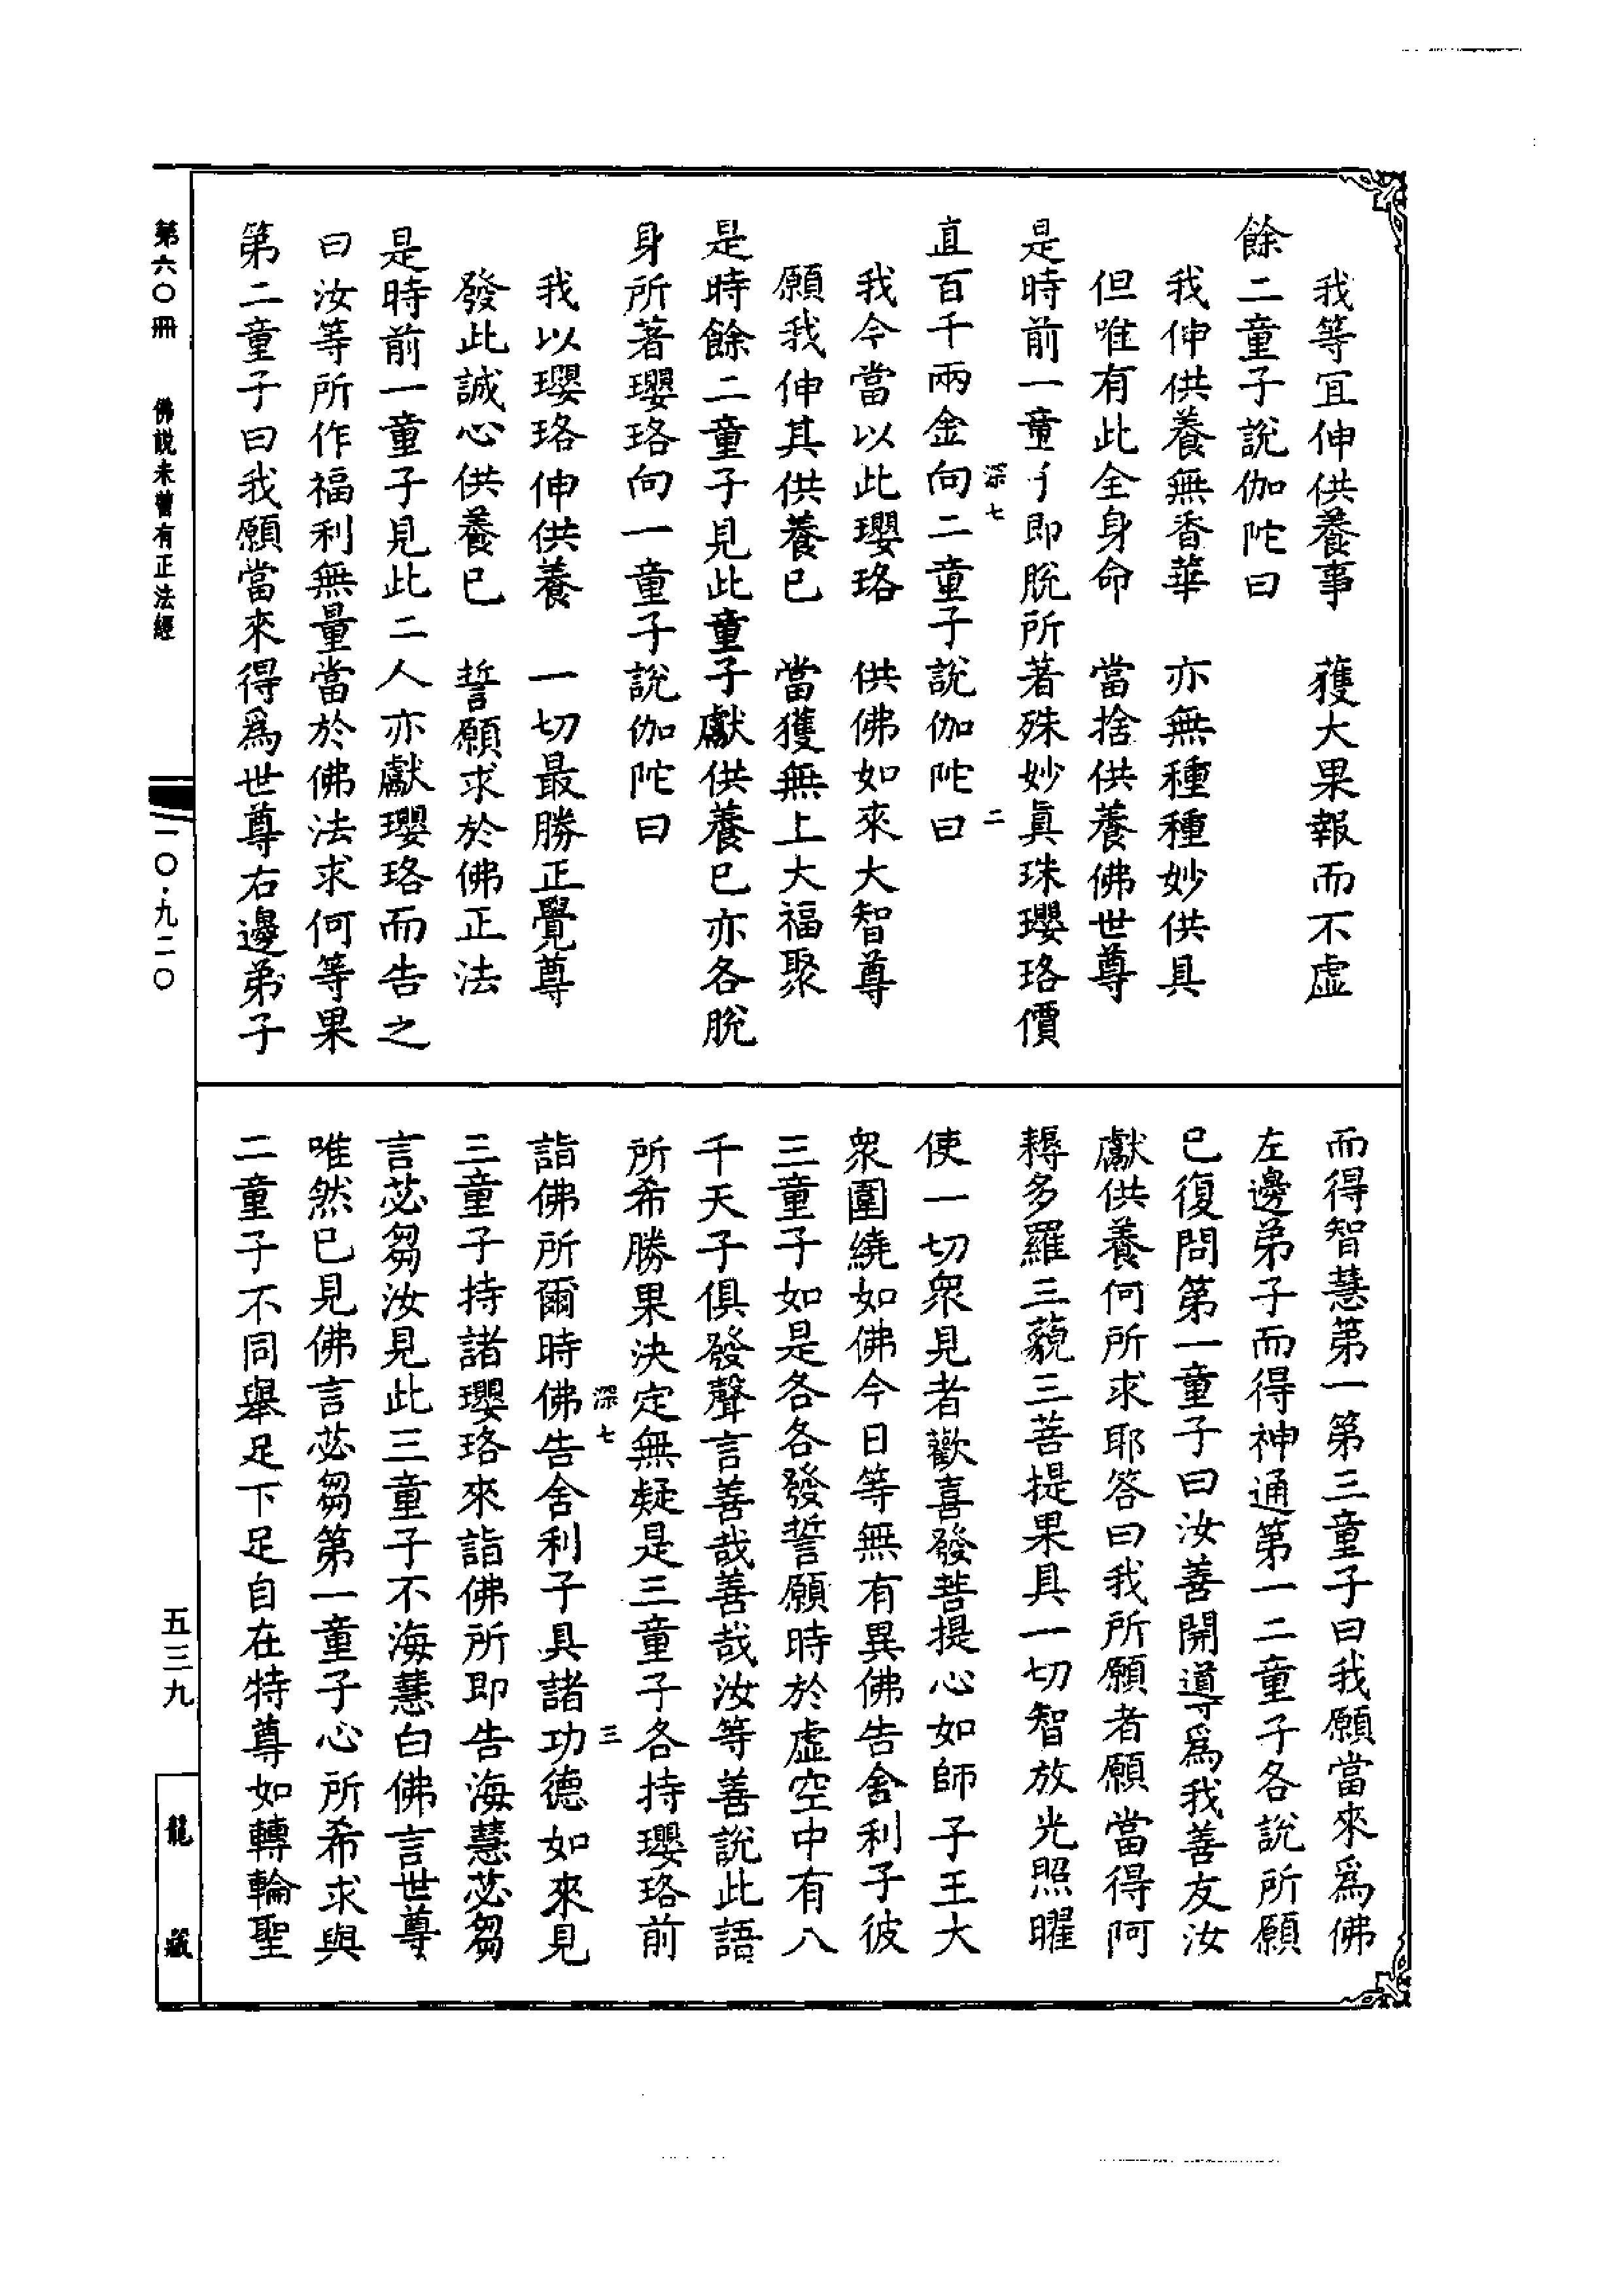 我等宜伸供養事　獲大果報而不虛
餘二童子說伽陀曰
我伸供養無香華　亦無種種妙供具
但唯有此全身命　當捨供養佛世尊
是時前一童子即脫所著殊妙眞珠瓔珞價
深七　二
直百千兩金向二童子說伽陀曰
我今當以此瓔珞　供佛如來大智尊
願我伸其供養已　當獲無上大福聚
是時餘二童子見此童子獻供養已亦各脫
身所著瓔珞向一童子說伽陀曰
我以瓔珞伸供養　一切最勝正覺尊
發此誠心供養已　誓願求於佛正法
是時前一童子見此二人亦獻瓔珞而告之
曰汝等所作福利無量當於佛法求何等果
第二童子曰我願當來得爲世尊右邊弟子
而得智慧第一第三童子曰我願當來爲佛
左邊弟子而得神通第一二童子各說所願
已復問第一童子曰汝善開導爲我善友汝
獻供養何所求耶答曰我所願者願當得阿
耨多羅三藐三菩提果具一切智放光照曜
使一切衆見者歡喜發菩提心如師子王大
衆圍繞如佛今日等無有異佛告舍利子彼
三童子如是各各發誓願時於虛空中有八
千天子俱發聲言善哉善哉汝等善說此語
所希勝果決定無疑是三童子各持瓔珞前
深七　三
詣佛所爾時佛告舍利子具諸功德如來見
三童子持諸瓔珞來詣佛所即告海慧苾芻
言苾芻汝見此三童子不海慧白佛言世尊
唯然已見佛言苾芻第一童子心所希求與
二童子不同舉足下足自在特尊如轉輪聖
第六〇冊　佛說未曾有正法經
一〇·九二〇
五三九
龍藏